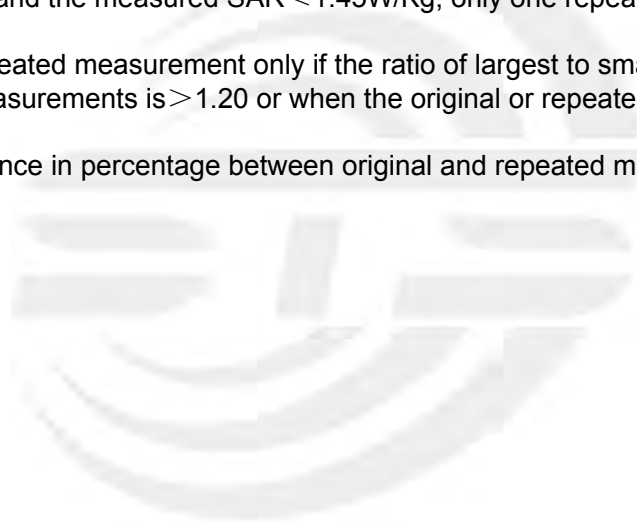 and the measured SAR <1.45W/Kg, only one repea
eated measurement only if the ratio of largest to sma
asurements is＞1.20 or when the original or repeate
nce in percentage between original and repeated m